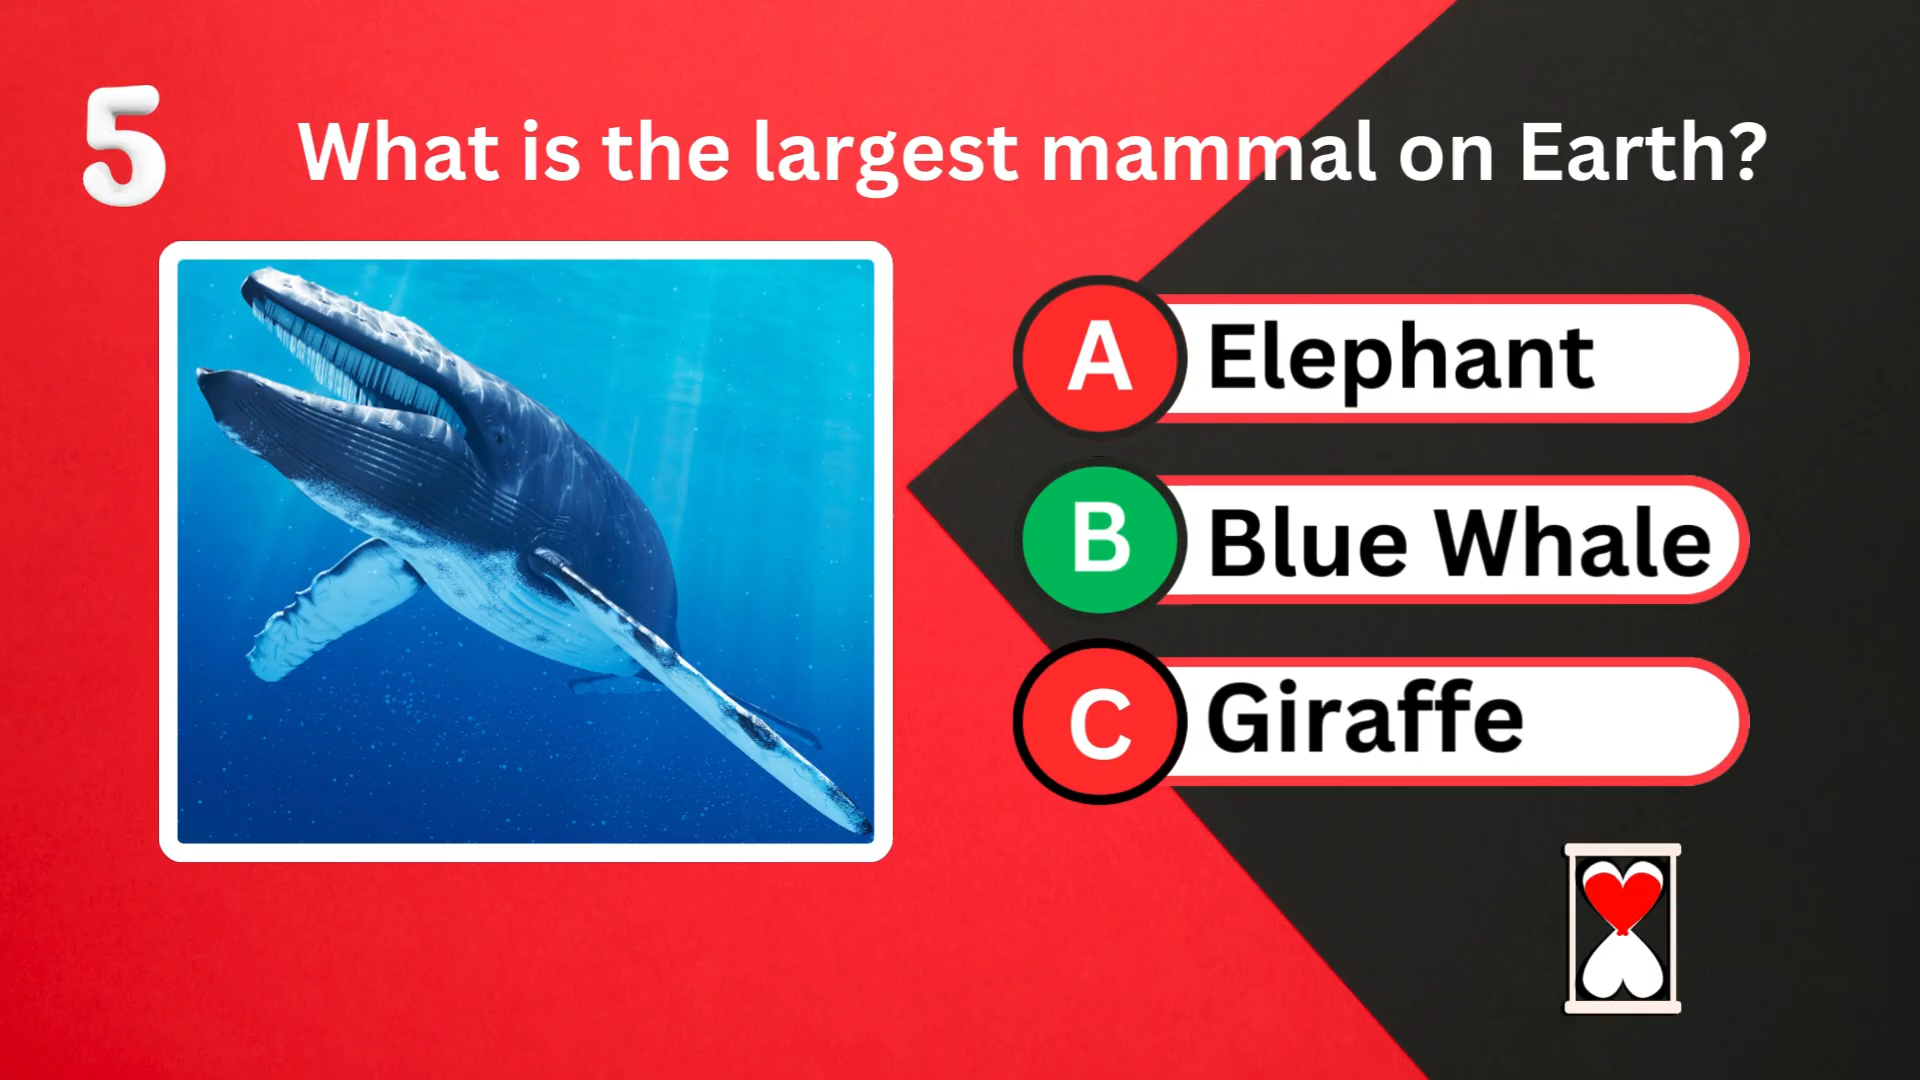 5
What is the largest mammal on Earth?
A Elephant
B Blue Whale
C Giraffe